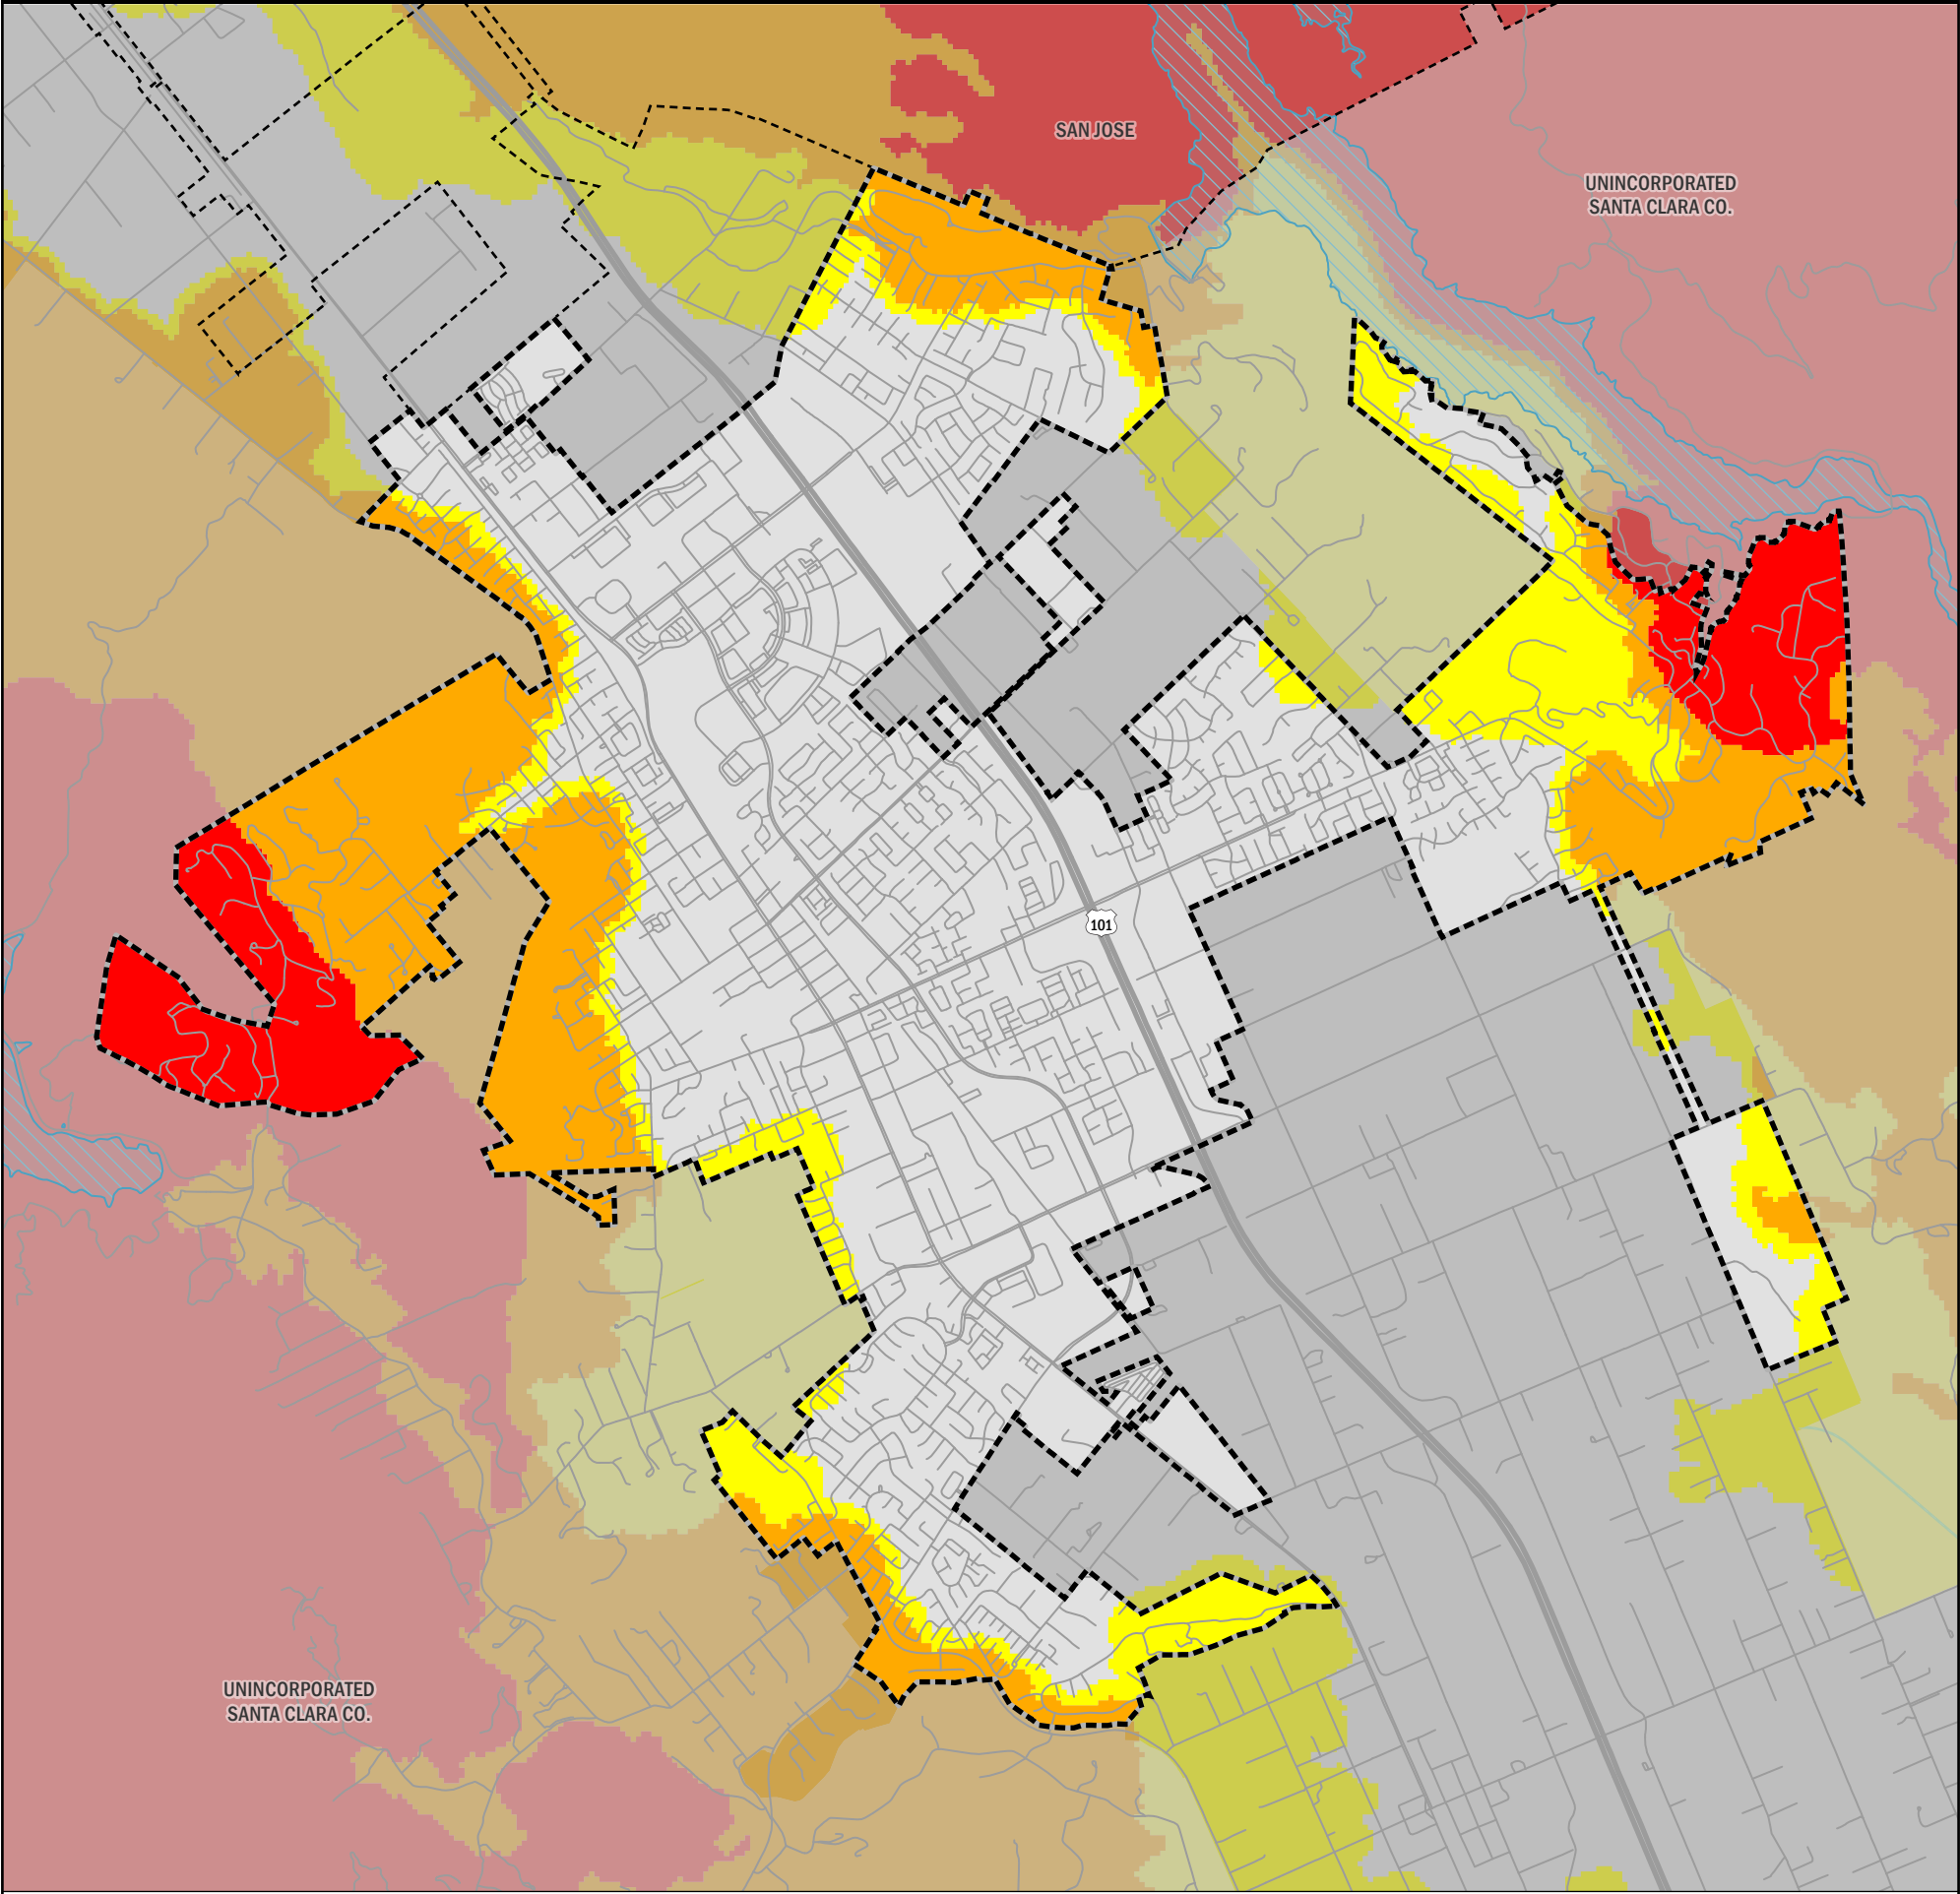 SAN JOSE
UNINCORPORATED
SANTA CLARA CO.
101
UNINCORPORATED
SANTA CLARA CO.